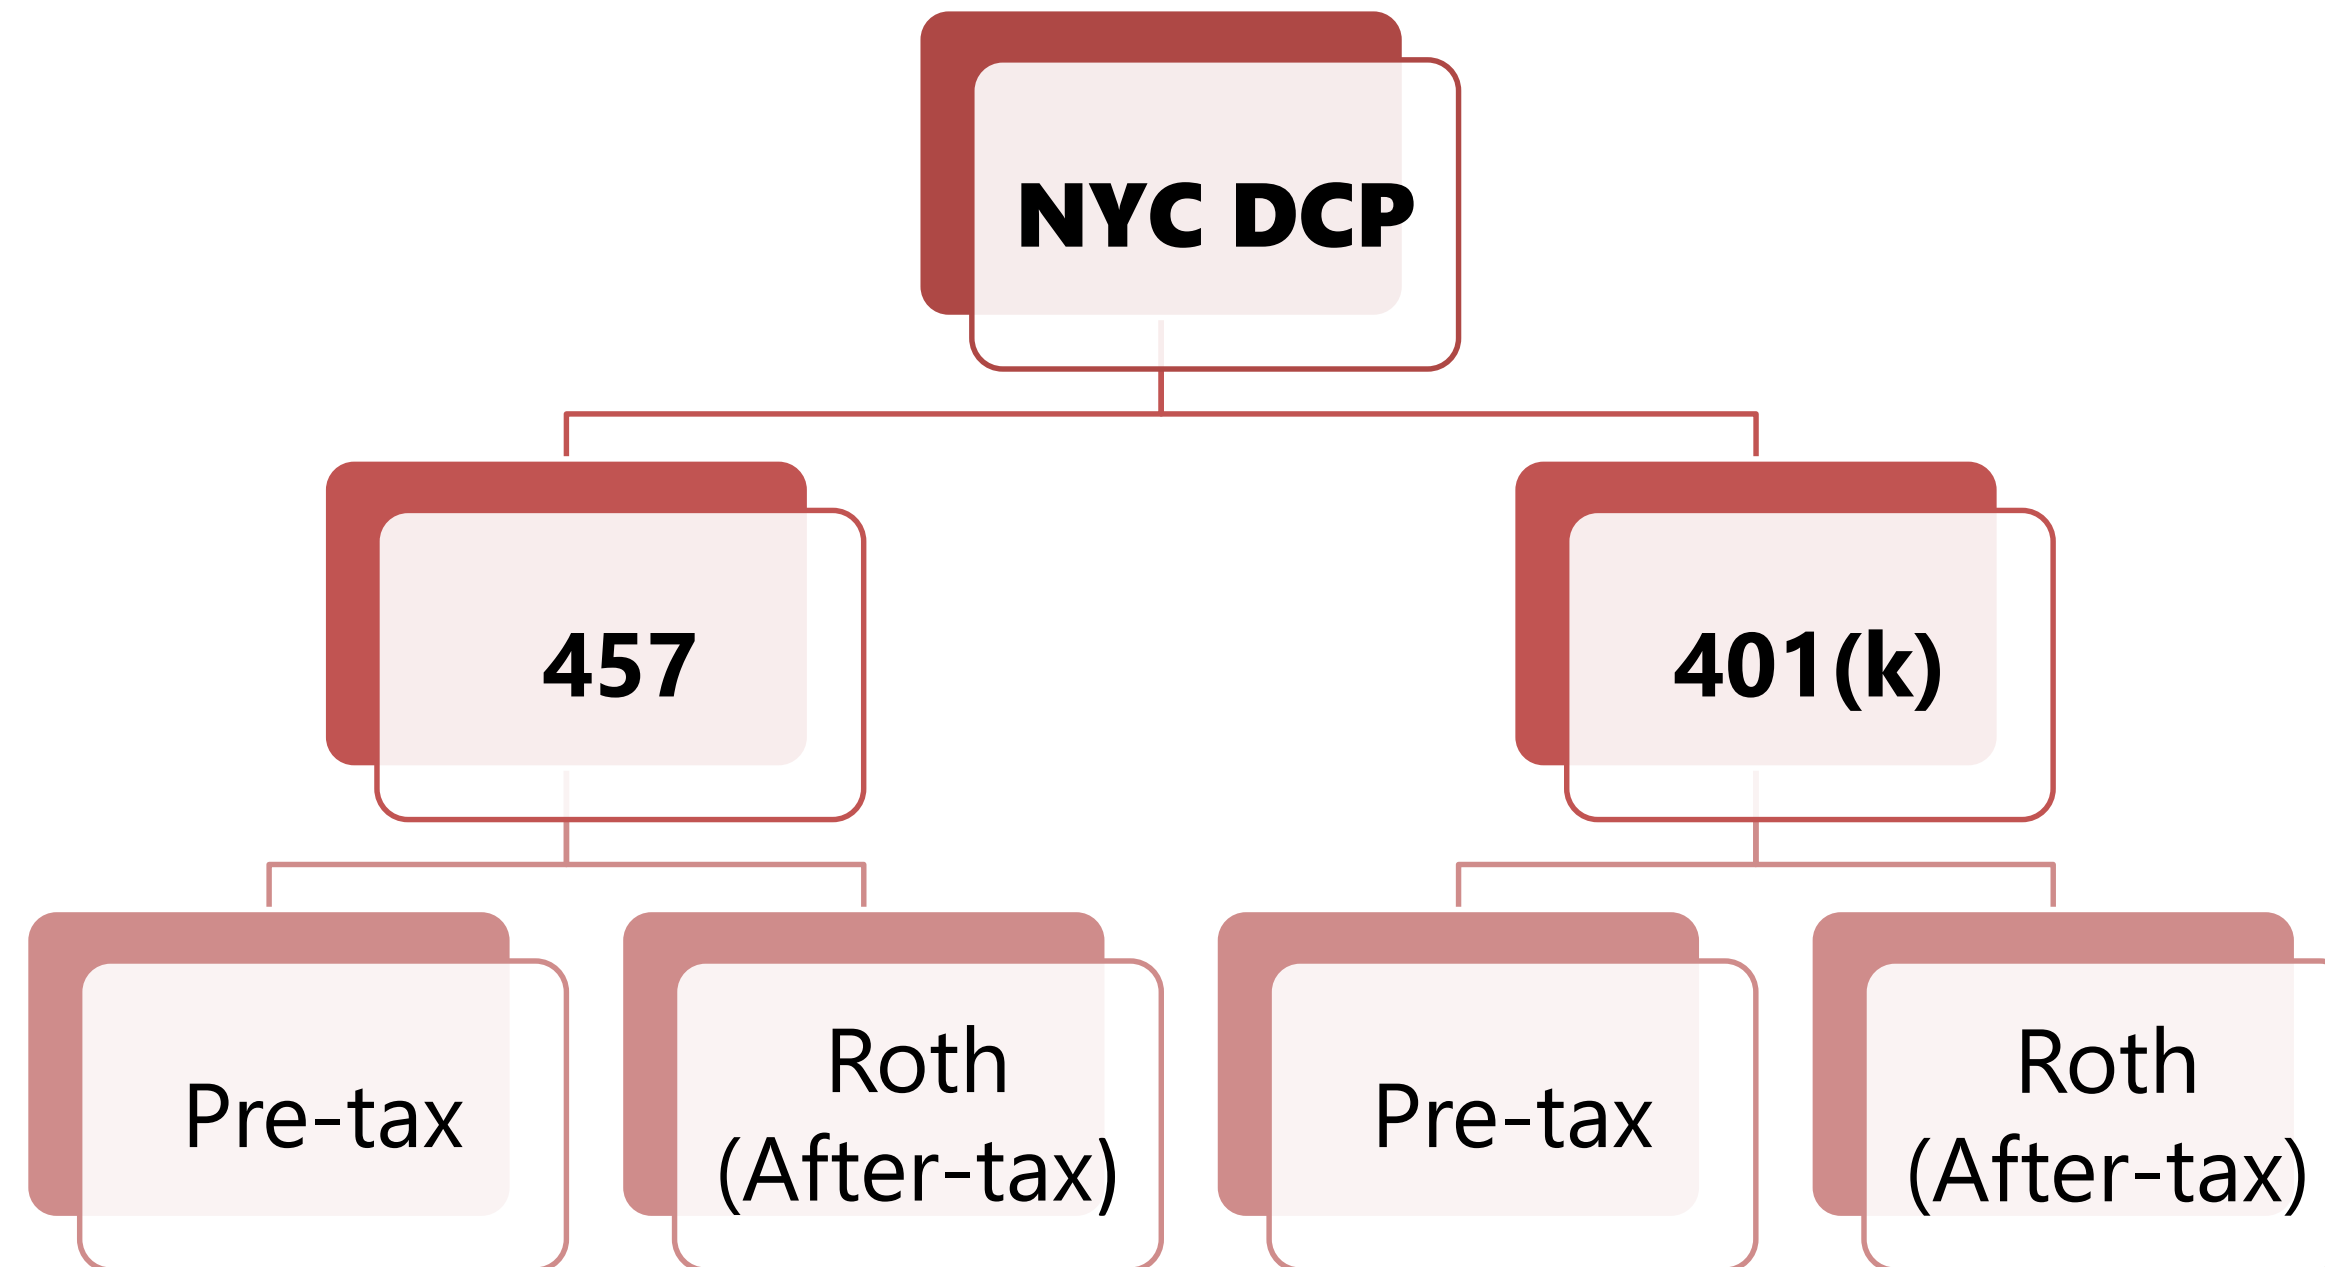 NYC DCP
457
401(k)
Pre-tax
Roth
(After-tax)
Pre-tax
Roth
(After-tax)